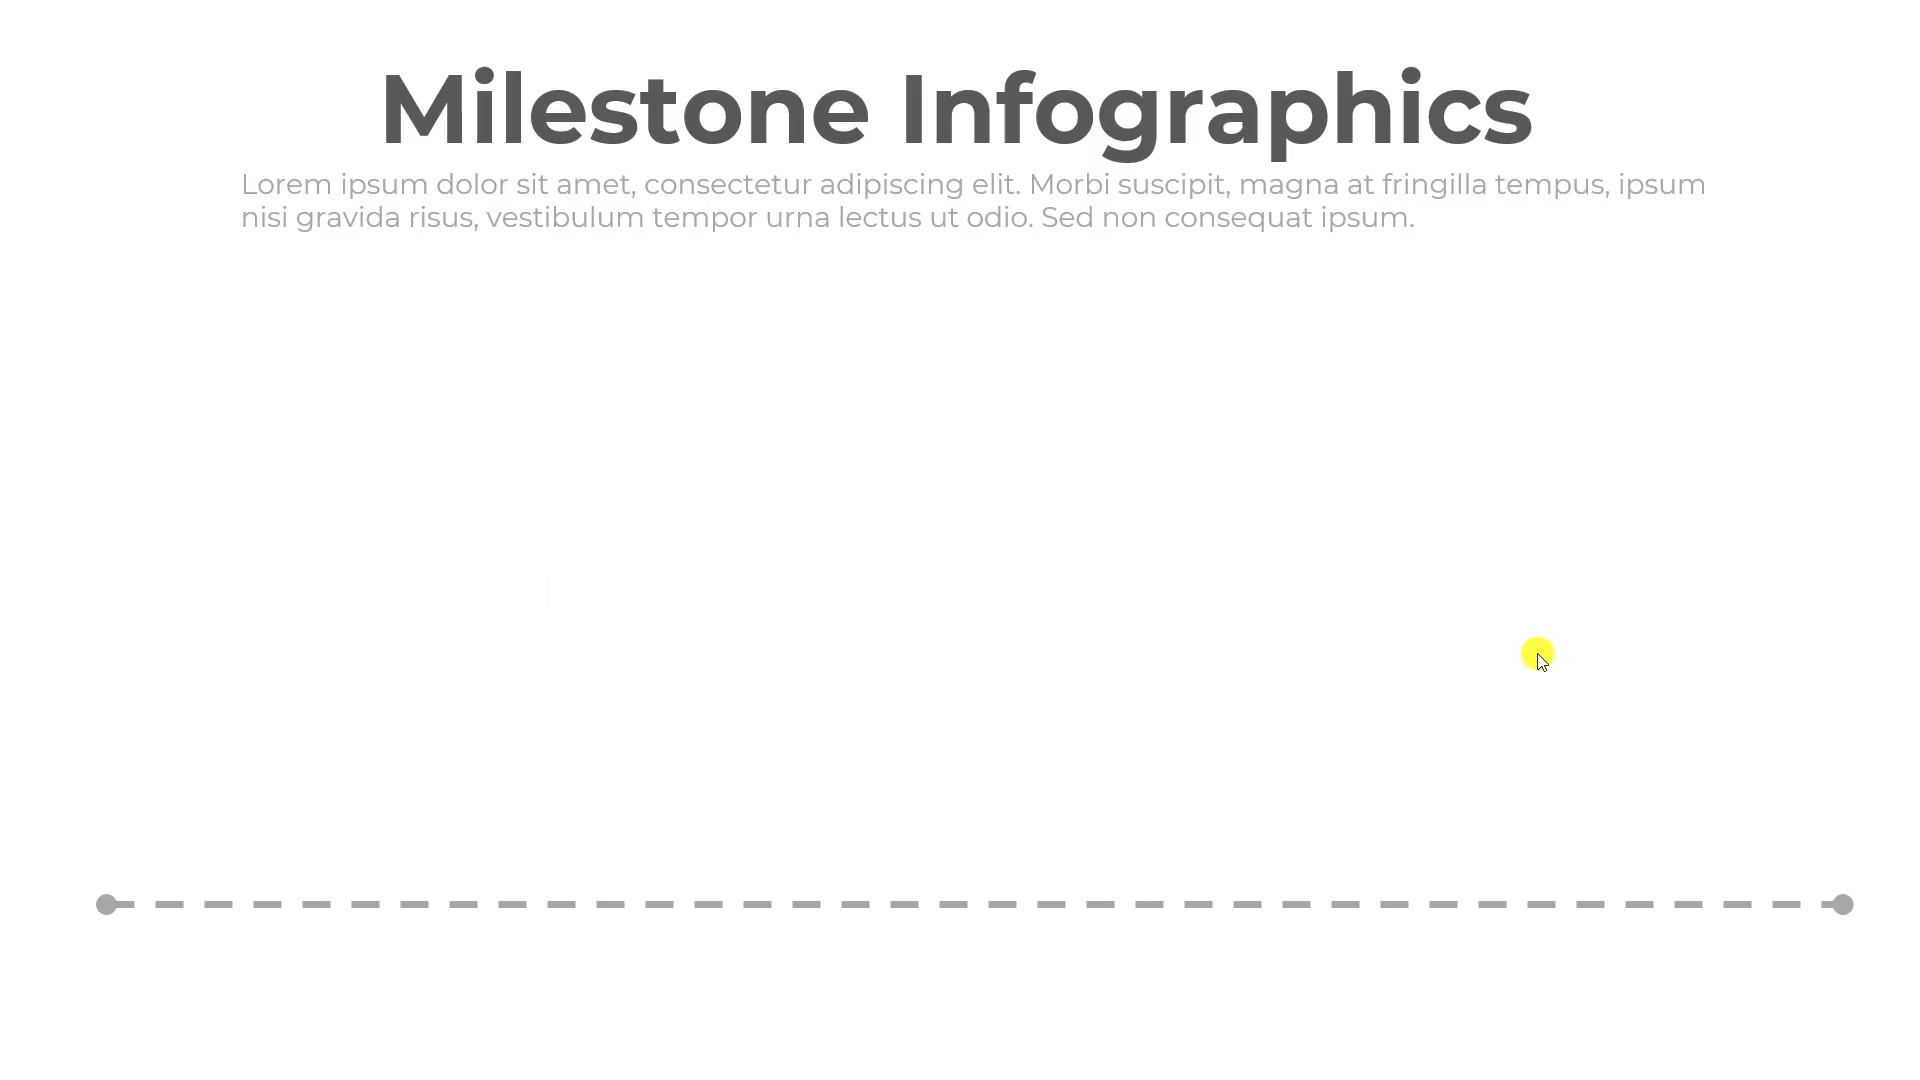 Milestone Infographics
Lorem ipsum dolor sit amet, consectetur adipiscing elit. Morbi suscipit, magna at fringilla tempus, ipsum
nisi gravida risus, vestibulum tempor urna lectus ut odio. Sed non consequat ipsum.